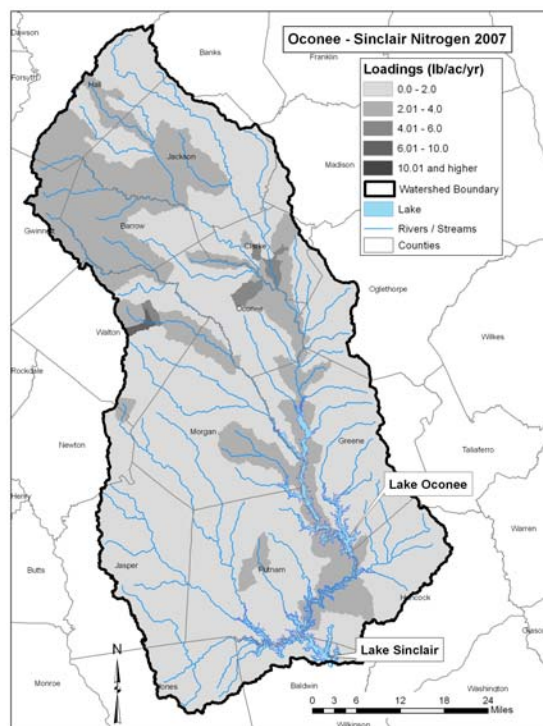 Oconee - Sinclair Nitrogen 2007
Loadings (lb/ac/yr)
0.0 - 2.0
2.01 - 4.0
4.01 - 6.0
6.01 - 10.0
10.01 and higher
Watershed Boundary
Lake
Rivers / Streams
Counties
Dawson
Banks
Franklin
Forsyth
Hall
Jackson
Madison
Gwinnett
Barrow
Clarke
Oconee
Oglethorpe
Walton
Wilkes
Rockdale
Newton
Morgan
Greene
Taliaferro
Lake Oconee
Henry
Warren
Butts
Jasper
Putnam
Hancock
Lake Sinclair
N
Monroe
Jones
Baldwin
Washington
Wilkinson
0 3 6 12 18 24
Miles